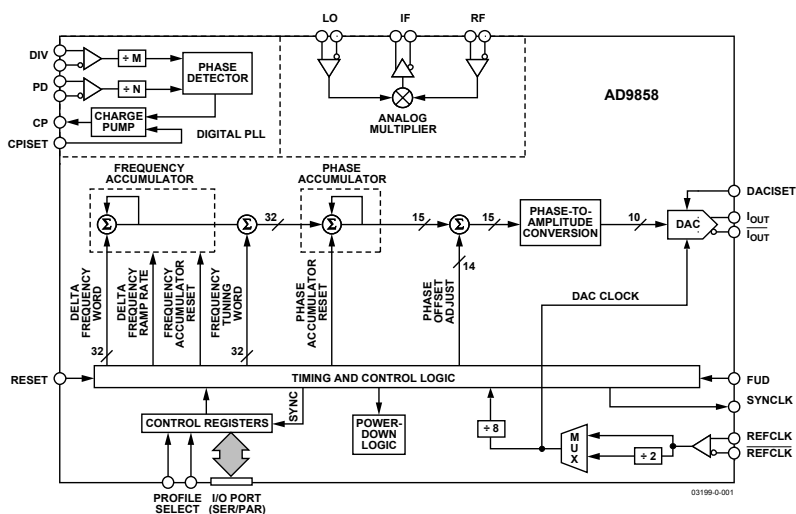 LO
IF
RF
DIV
PD
CP
CPISET
÷ M
÷ N
PHASE
DETECTOR
CHARGE
PUMP
DIGITAL PLL
ANALOG
MULTIPLIER
AD9858
FREQUENCY
ACCUMULATOR
PHASE
ACCUMULATOR
Σ
Σ
32
Σ
15
Σ
15
PHASE-TO-
AMPLITUDE
CONVERSION
10
DAC
DACISET
IOUT
IOUT
14
DELTA
FREQUENCY
WORD
DELTA
FREQUENCY
RAMP RATE
FREQUENCY
ACCUMULATOR
RESET
FREQUENCY
TUNING
WORD
PHASE
ACCUMULATOR
RESET
PHASE
OFFSET
ADJUST
DAC CLOCK
32
32
RESET
TIMING AND CONTROL LOGIC
FUD
SYNCLK
SYNC
CONTROL REGISTERS
POWER-
DOWN
LOGIC
÷ 8
MUX
÷ 2
REFCLK
REFCLK
PROFILE
SELECT
I/O PORT
(SER/PAR)
03199-0-001